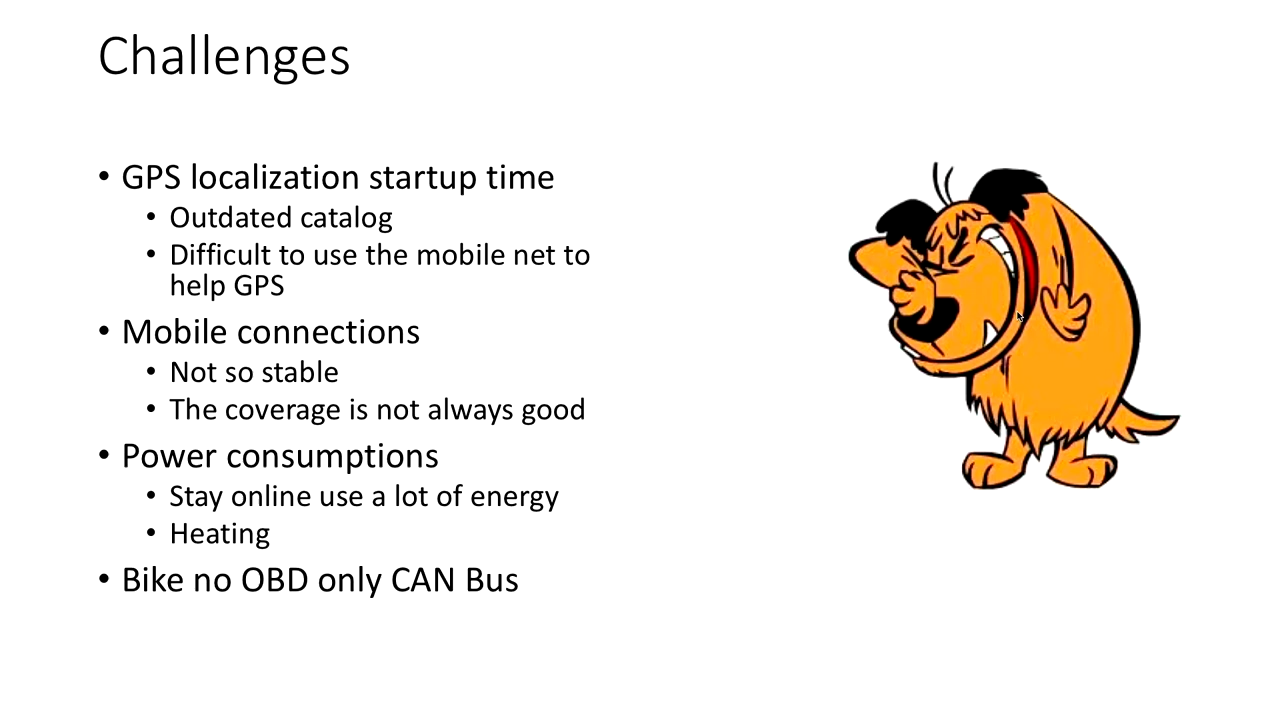 Challenges
• GPS localization startup time
• Outdated catalog
• Difficult to use the mobile net to
help GPS
• Mobile connections
• Not so stable
• The coverage is not always good
• Power consumptions
• Stay online use a lot of energy
• Heating
• Bike no OBD only CAN Bus